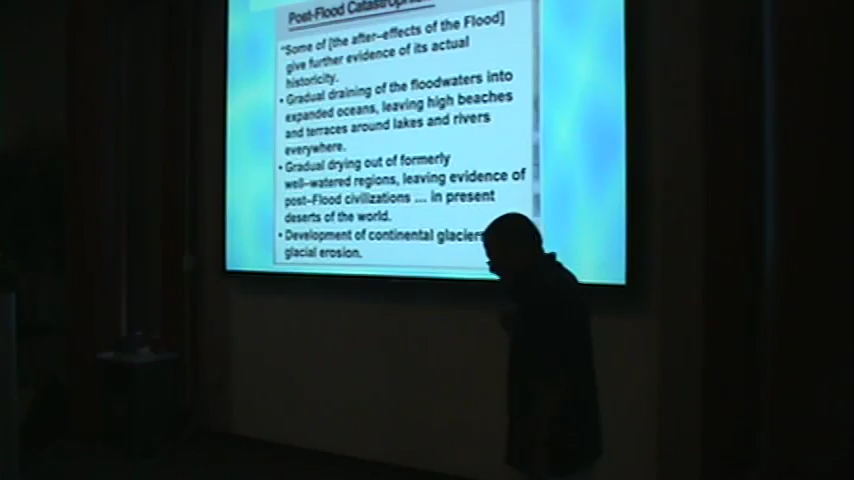 Post-Flood Catastrophi
"Some of [the after-effects of the Flood]
give further evidence of its actual
historicity.
• Gradual draining of the floodwaters into
expanded oceans, leaving high beaches
and terraces around lakes and rivers
everywhere.
• Gradual drying out of formerly
well-watered regions, leaving evidence of
post-Flood civilizations ... in present
deserts of the world.
• Development of continental glaciers
glacial erosion.